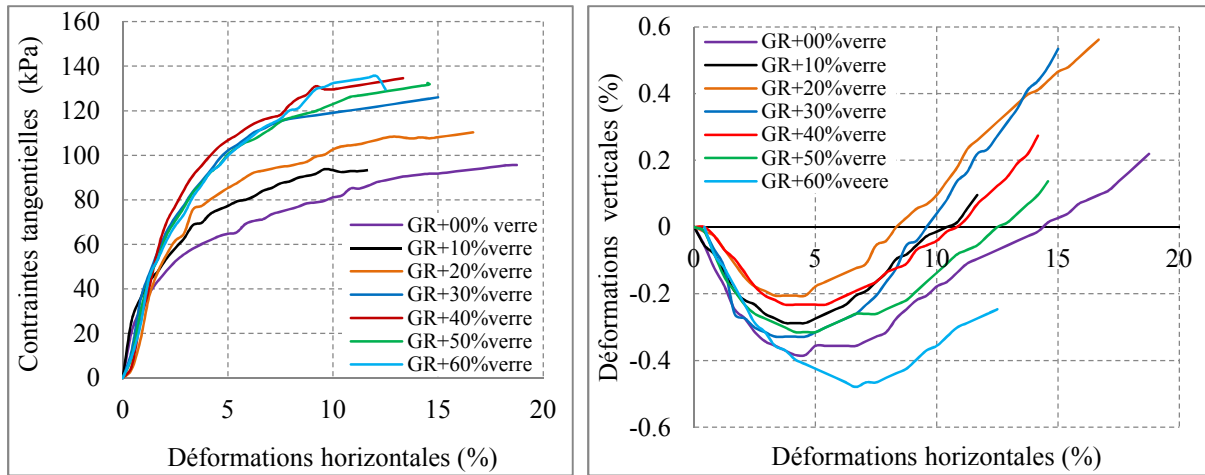 Contraintes tangentielles (kPa)
160
140
120
100
80
60
40
20
0
GR+00% verre
GR+10%verre
GR+20%verre
GR+30%verre
GR+40%verre
GR+50%verre
GR+60%verre
0 5 10 15 20
Déformations horizontales (%)
Déformations verticales (%)
0.6
0.4
0.2
0
-0.2
-0.4
-0.6
GR+00%verre
GR+10%verre
GR+20%verre
GR+30%verre
GR+40%verre
GR+50%verre
GR+60%veere
0 5 10 15 20
Déformations horizontales (%)